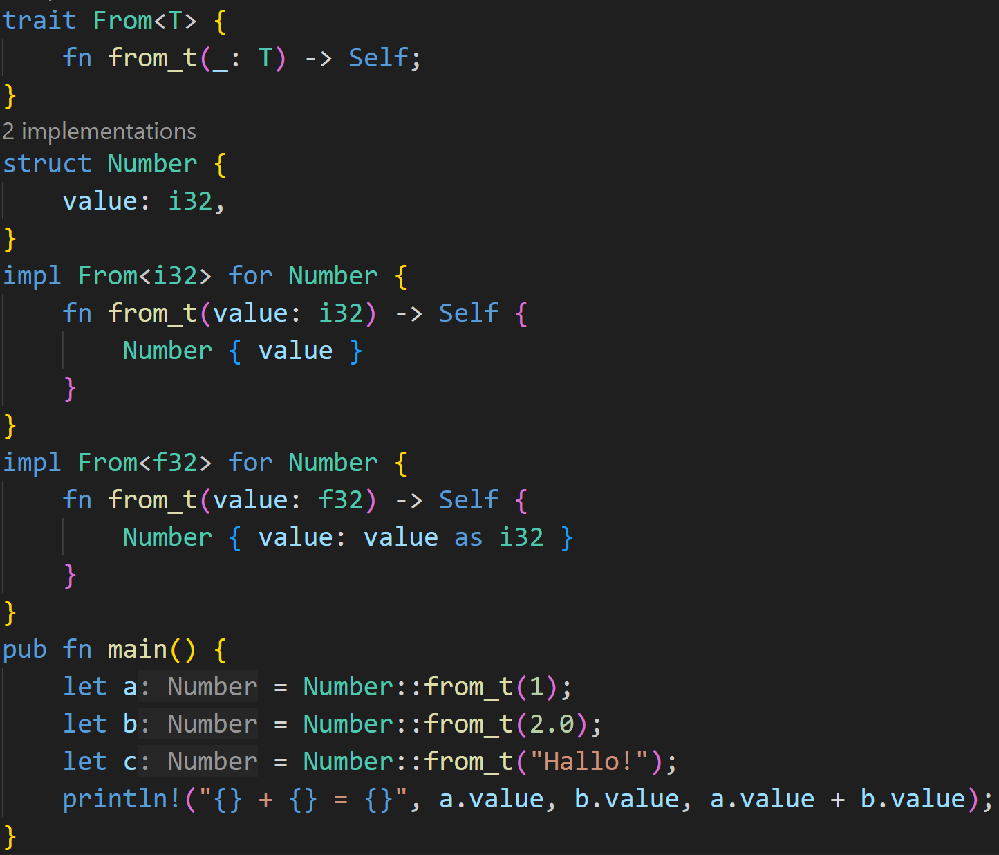 trait From<T> {
    fn from_t(_: T) -> Self;
}
2 implementations
struct Number {
    value: i32,
}
impl From<i32> for Number {
    fn from_t(value: i32) -> Self {
        Number { value }
    }
}
impl From<f32> for Number {
    fn from_t(value: f32) -> Self {
        Number { value: value as i32 }
    }
}
pub fn main() {
    let a: Number = Number::from_t(1);
    let b: Number = Number::from_t(2.0);
    let c: Number = Number::from_t("Hallo!");
    println!("{} + {} = {}", a.value, b.value, a.value + b.value);
}